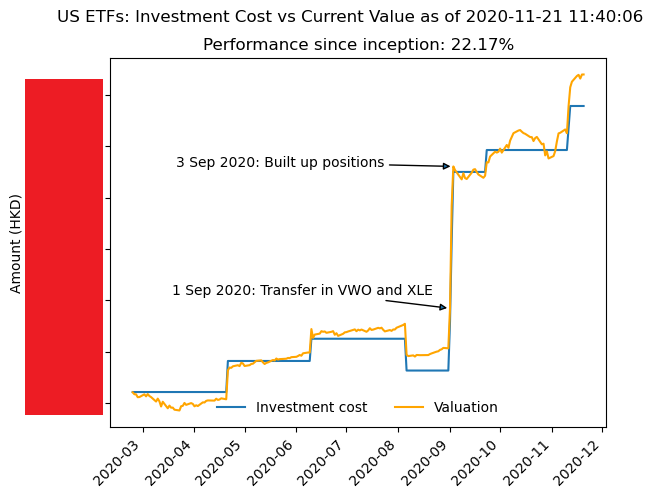 US ETFs: Investment Cost vs Current Value as of 2020-11-21 11:40:06
Performance since inception: 22.17%
3 Sep 2020: Built up positions
1 Sep 2020: Transfer in VWO and XLE
Amount (HKD)
Investment cost
Valuation
2020-03
2020-04
2020-05
2020-06
2020-07
2020-08
2020-09
2020-10
2020-11
2020-12